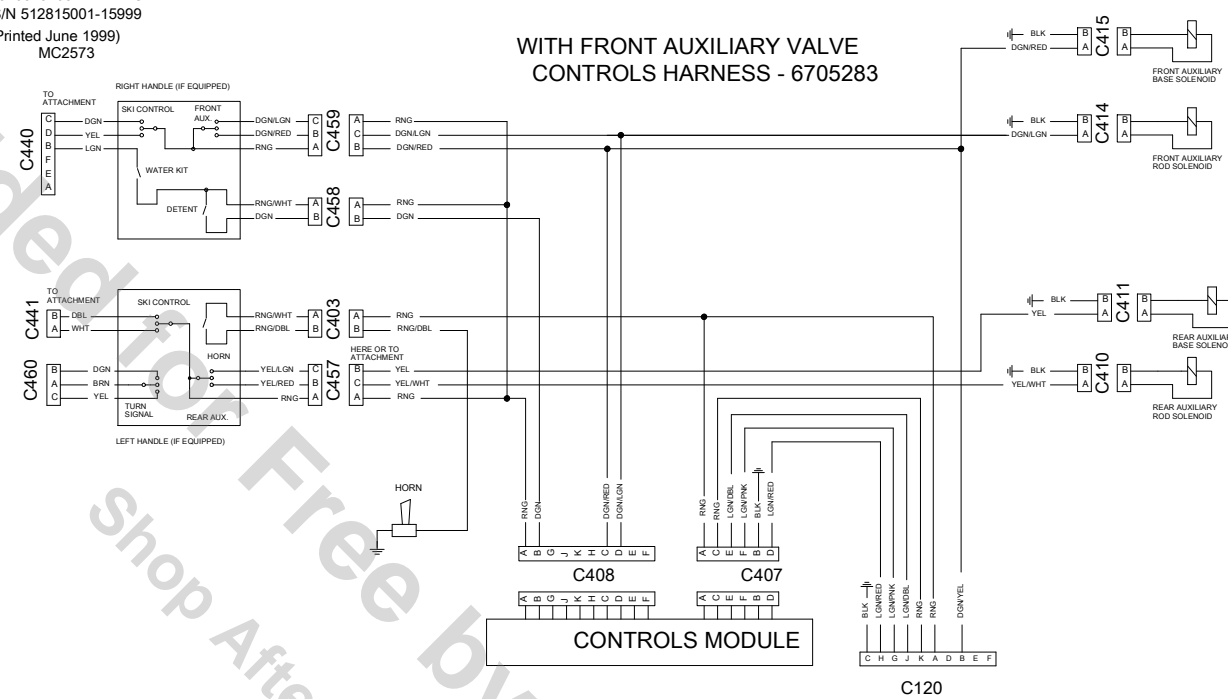 /N 512815001-15999
Printed June 1999)
MC2573
WITH FRONT AUXILIARY VALVE
CONTROLS HARNESS - 6705283
RIGHT HANDLE (IF EQUIPPED)
TO
ATTACHMENT
C440
C
D
B
F
E
A
DGN
YEL
LGN
SKI CONTROL
FRONT
AUX.
WATER KIT
DETENT
DGN/LGN
DGN/RED
RNG
C
B
A
C459
A
C
B
RNG
DGN/LGN
DGN/RED
RNG/WHT
DGN
A
B
C458
A
B
RNG
DGN
TO
ATTACHMENT
C441
B
A
DBL
WHT
C460
B
A
C
DGN
BRN
YEL
SKI CONTROL
HORN
TURN
SIGNAL
REAR AUX.
LEFT HANDLE (IF EQUIPPED)
RNG/WHT
RNG/DBL
A
B
C403
A
B
RNG
RNG/DBL
HERE OR TO
ATTACHMENT
YEL/LGN
YEL/RED
RNG
C
B
A
C457
B
C
A
YEL
YEL/WHT
RNG
BLK
DGN/RED
B
A
C415
B
A
FRONT AUXILIARY
BASE SOLENOID
BLK
DGN/LGN
B
A
C414
B
A
FRONT AUXILIARY
ROD SOLENOID
BLK
YEL
B
A
C411
B
A
REAR AUXILIAR
BASE SOLENO
BLK
YEL/WHT
B
A
C410
B
A
REAR AUXILIARY
ROD SOLENOID
HORN
RNG
DGN
DGN/RED
DGN/LGN
A B G J K H C D E F
C408
A B G J K H C D E F
RNG
RNG
LGN/DBL
LGN/PNK
BLK
LGN/RED
A C E F B D
C407
A C E F B D
CONTROLS MODULE
BLK
LGN/RED
LGN/PNK
LGN/DBL
RNG
RNG
DGN/YEL
C H G J K A D B E F
C120
ded for Free by
Shop Afte